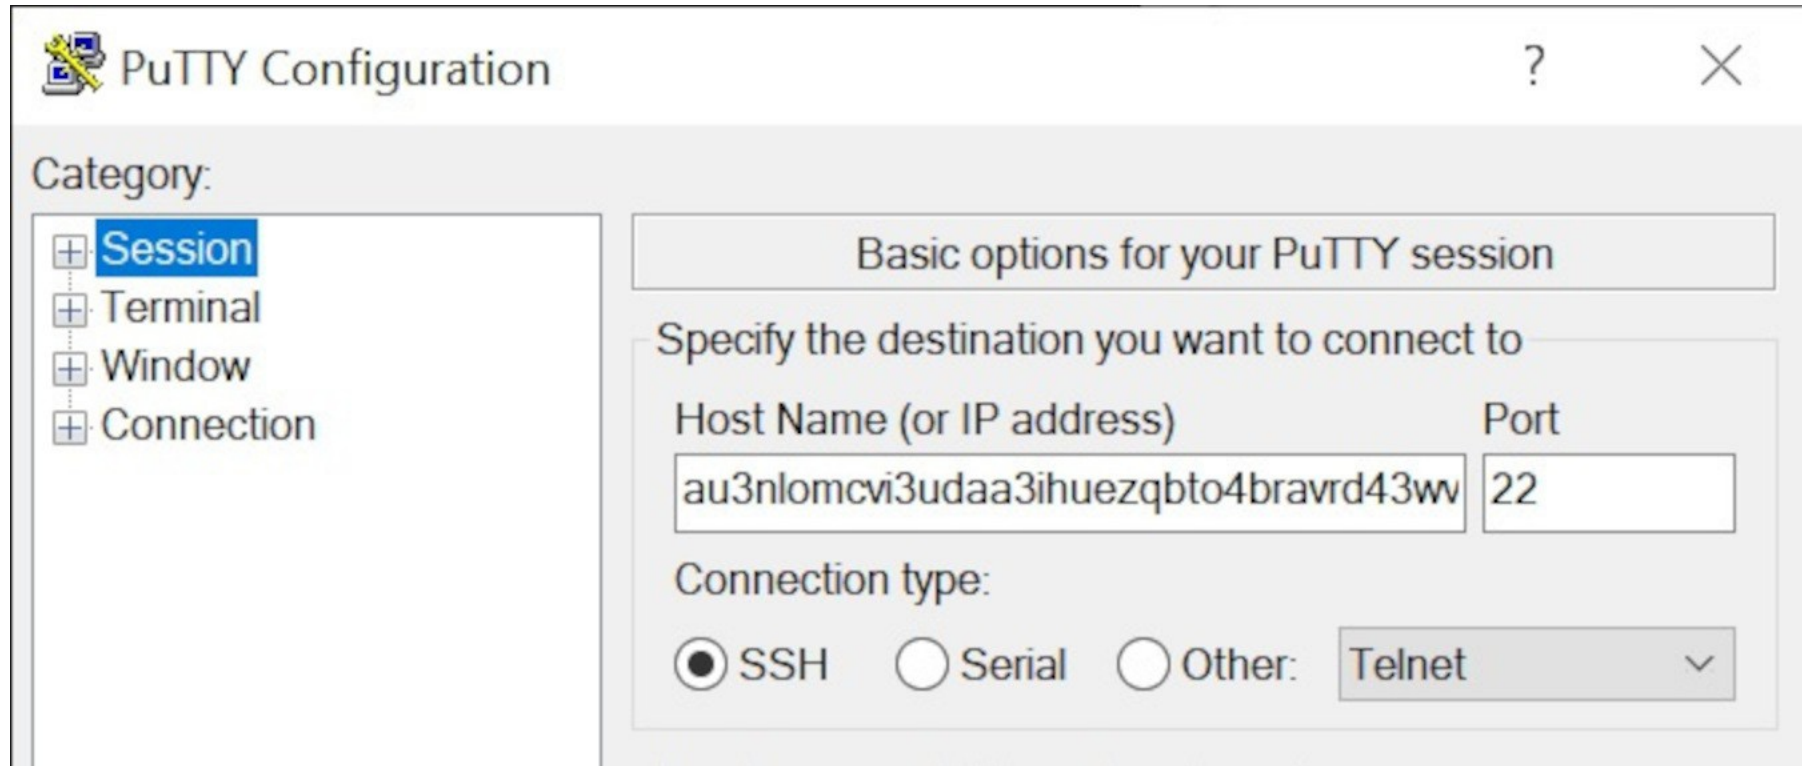 PuTTY Configuration
?
Category:
Session
Terminal
Window
Connection
Basic options for your PuTTY session
Specify the destination you want to connect to
Host Name (or IP address)
Port
au3nlomcvi3udaa3ihuezqbto4bravrd43wv
22
Connection type:
SSH
Serial
Other:
Telnet